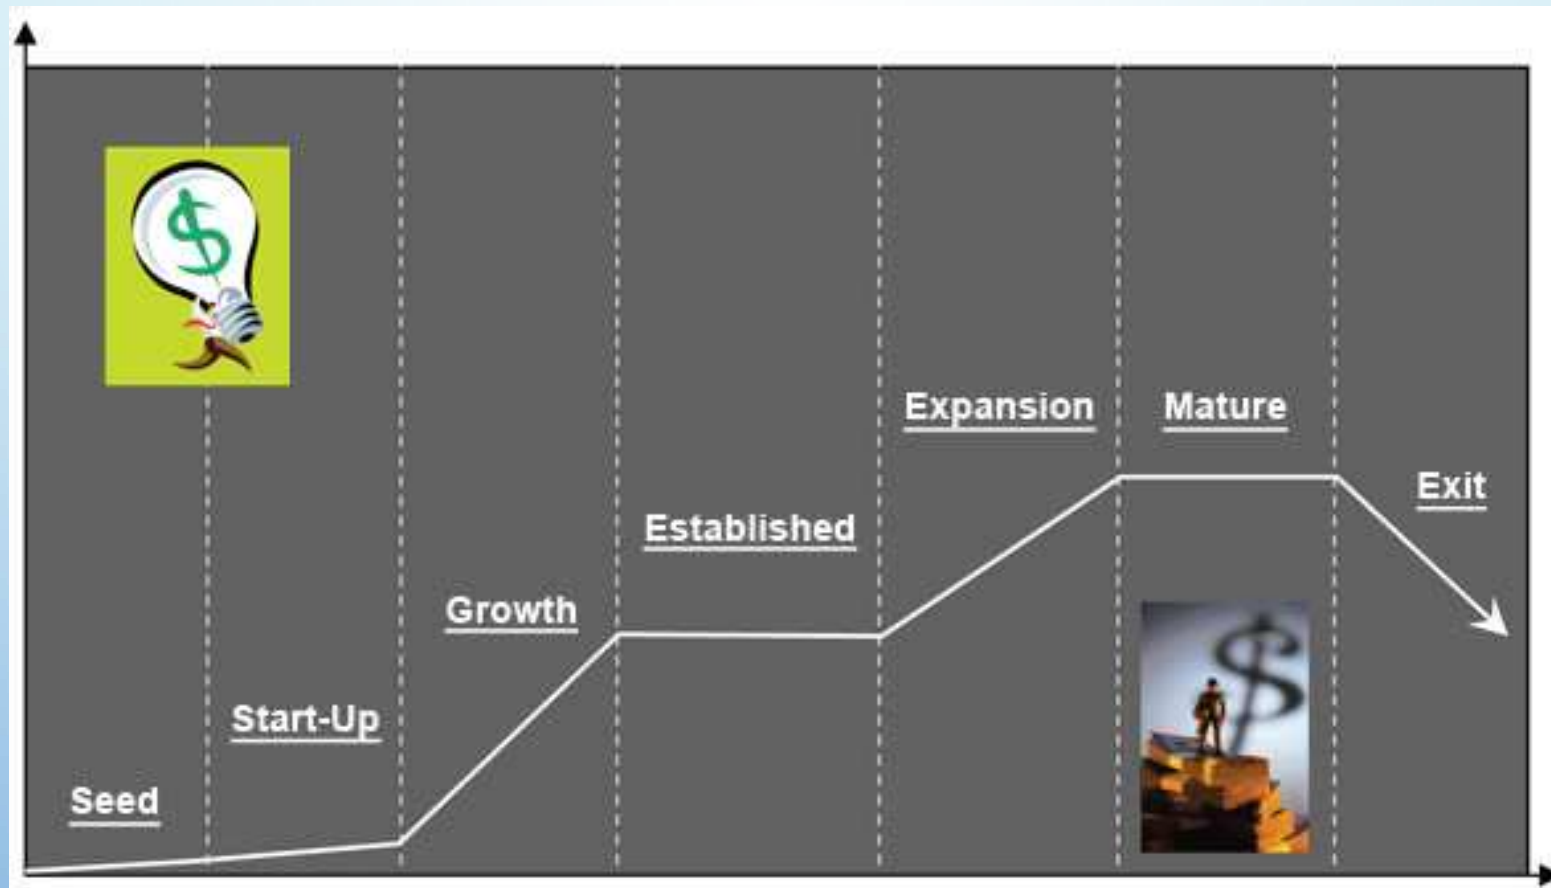 Seed
Start-Up
Growth
Established
Expansion
Mature
Exit
$
$